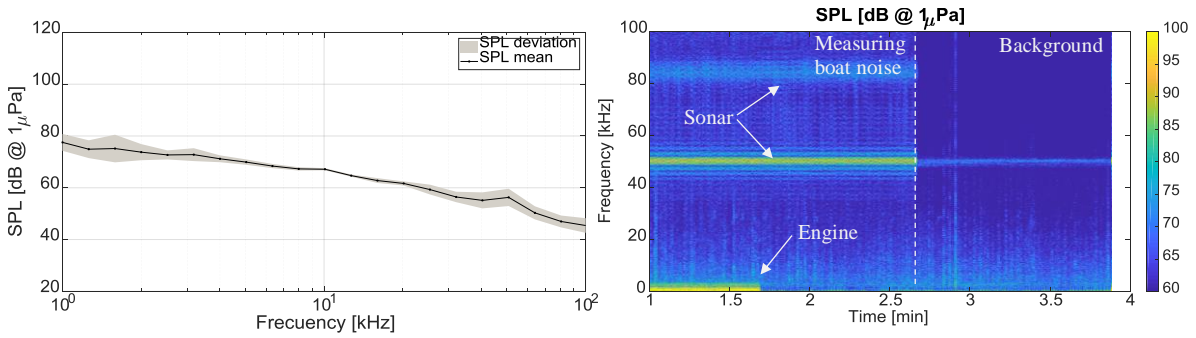 120
100
80
60
40
20
SPL [dB @ 1μPa]
SPL deviation
SPL mean
10^0
10^1
10^2
Frecuency [kHz]
SPL [dB @ 1μPa]
100
80
60
40
20
0
Frequency [kHz]
Measuring
boat noise
Background
Sonar
Engine
1
1.5
2
2.5
3
3.5
4
Time [min]
100
95
90
85
80
75
70
65
60